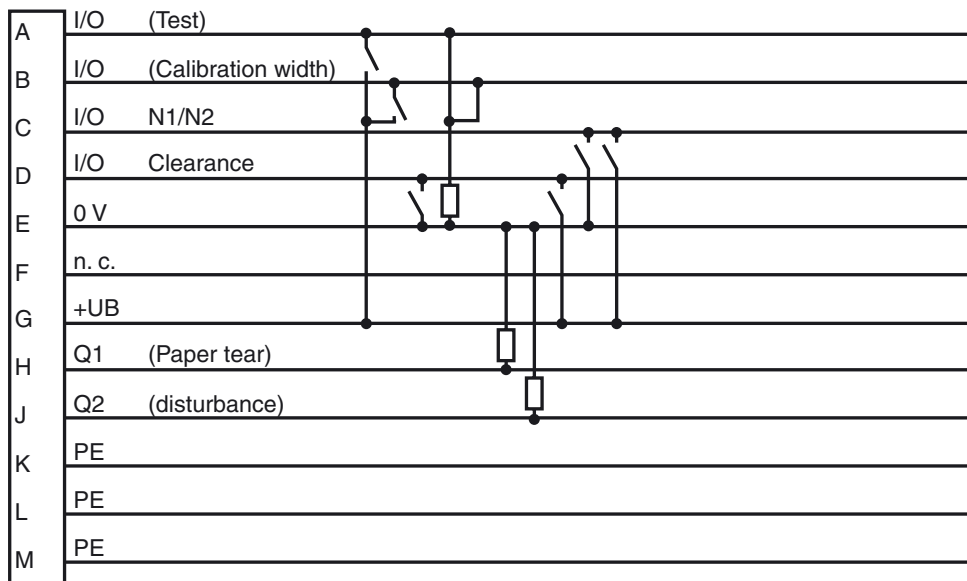 A I/O (Test)
B I/O (Calibration width)
C I/O N1/N2
D I/O Clearance
E 0 V
F n. c.
G +UB
H Q1 (Paper tear)
J Q2 (disturbance)
K PE
L PE
M PE